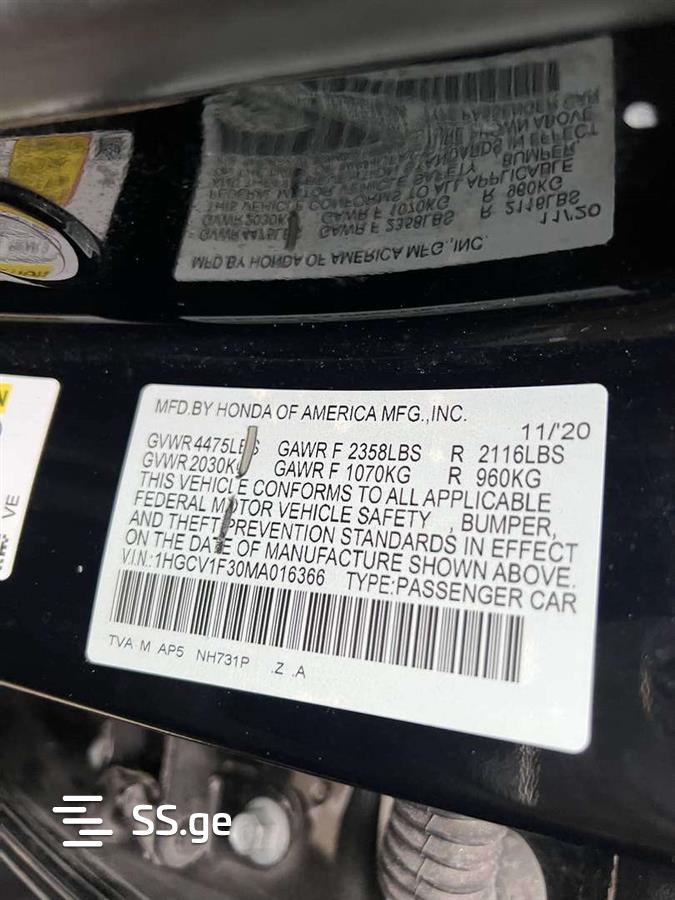 MFD.BY HONDA OF AMERICA MFG.,INC. 11/'20
GVWR 4475LBS GAWR F 2358LBS R 2116LBS
GVWR 2030KG GAWR F 1070KG R 960KG
THIS VEHICLE CONFORMS TO ALL APPLICABLE
FEDERAL MOTOR VEHICLE SAFETY , BUMPER,
AND THEFT PREVENTION STANDARDS IN EFFECT
ON THE DATE OF MANUFACTURE SHOWN ABOVE.
V.I.N.:1HGCV1F30MA016366 TYPE:PASSENGER CAR
TVA M AP5 NH731P .Z .A
VE
SS.ge